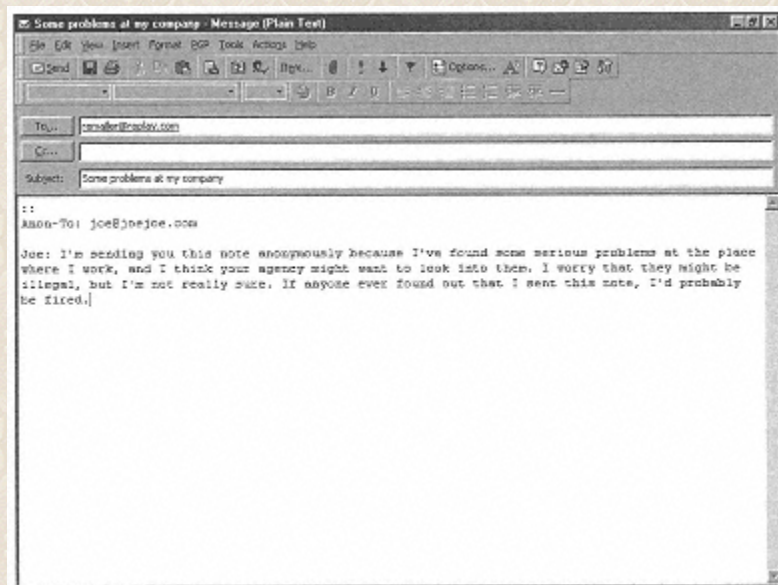 Some problems at my company - Message (Plain Text)
File Edit View Insert Format PGP Tools Actions Help
Send Options...
To...
Cc...
Subject: Some problems at my company
::
Anon-To: joe@joejoe.com
Joe: I'm sending you this note anonymously because I've found some serious problems at the place
where I work, and I think your agency might want to look into them. I worry that they might be
illegal, but I'm not really sure. If anyone ever found out that I sent this note, I'd probably
be fired.